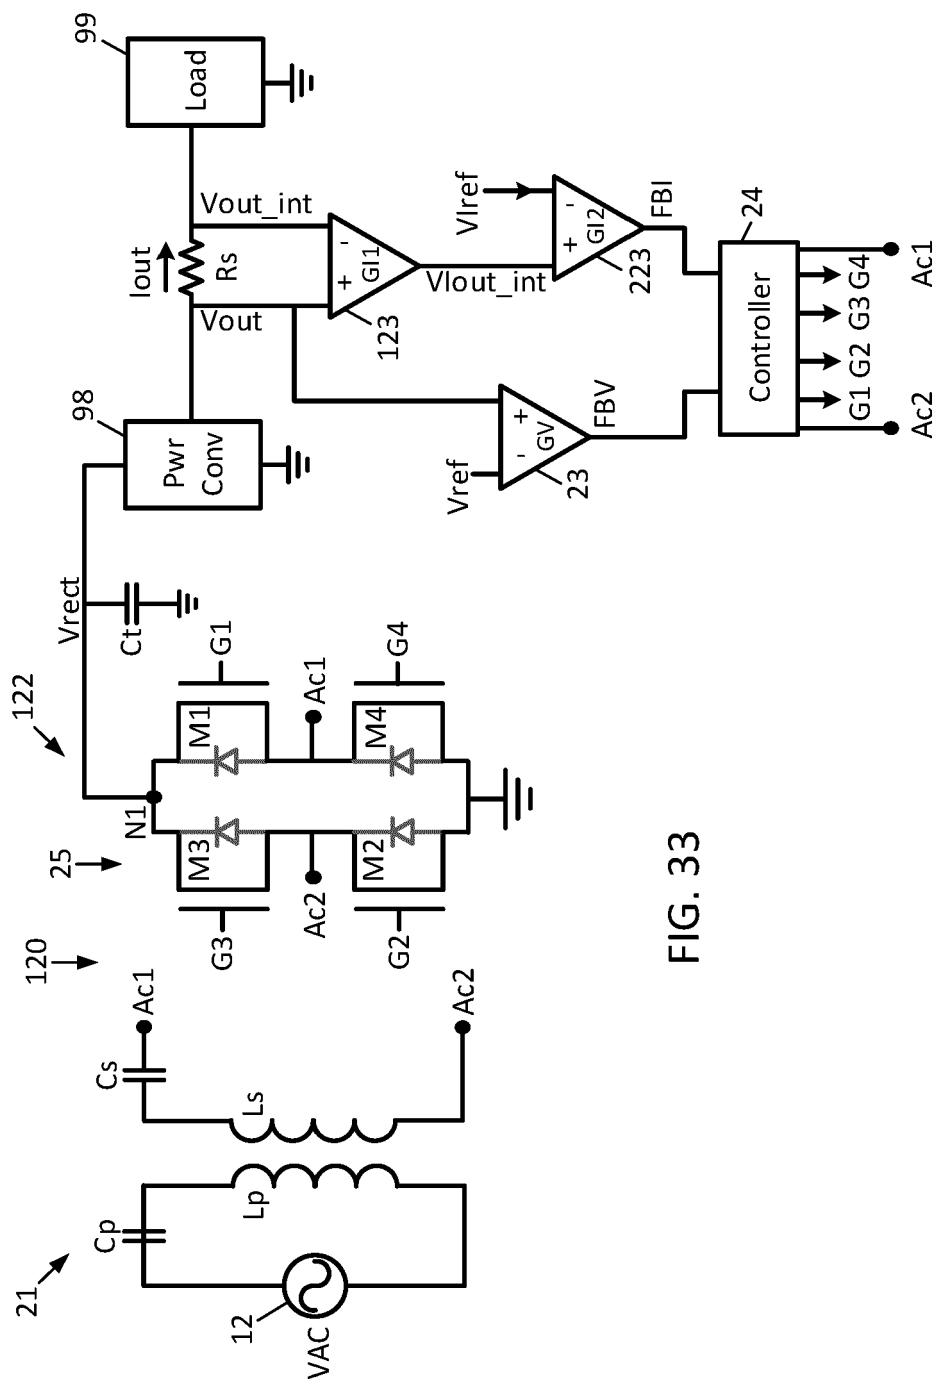 21
12
VAC
Cp
Lp
Ls
Cs
Ac1
Ac2
120
25
122
N1
M3
M1
G3
G1
Ac2
Ac1
M2
M4
G2
G4
Vrect
Ct
98
Pwr
Conv
Iout
Rs
Vout
Vout_int
99
Load
+
-
GI1
123
VIout_int
VIref
+
-
GI2
223
FBI
Vref
-
+
GV
23
FBV
24
Controller
Ac2
G1
G2
G3
G4
Ac1
FIG. 33